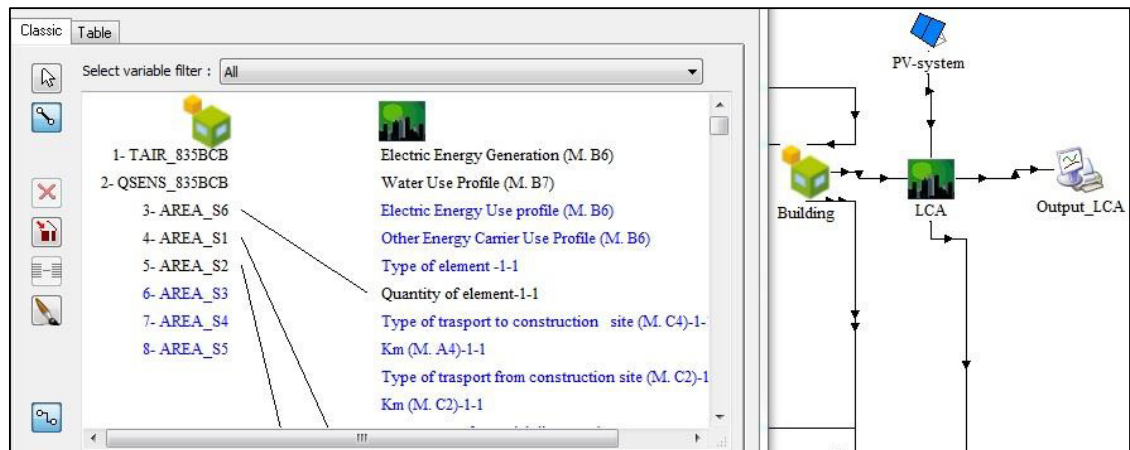 Classic Table
Select variable filter : All
1- TAIR_835BCB
2- QSENS_835BCB
3- AREA_S6
4- AREA_S1
5- AREA_S2
6- AREA_S3
7- AREA_S4
8- AREA_S5
Electric Energy Generation (M. B6)
Water Use Profile (M. B7)
Electric Energy Use profile (M. B6)
Other Energy Carrier Use Profile (M. B6)
Type of element -1-1
Quantity of element-1-1
Type of trasport to construction site (M. C4)-1-
Km (M. A4)-1-1
Type of trasport from construction site (M. C2)-1
Km (M. C2)-1-1
PV-system
Building
LCA
Output_LCA